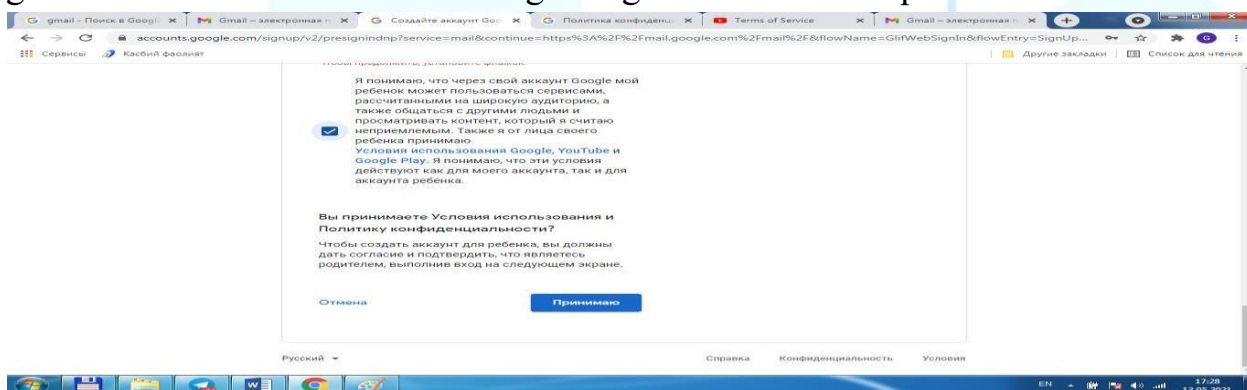 gmail - Поиск в Googl
Gmail – электронная п
Создайте аккаунт Goo
Политика конфиденц
Terms of Service
Gmail – электронная п
accounts.google.com/signup/v2/presignindnp?service=mail&continue=https%3A%2F%2Fmail.google.com%2Fmail%2F&flowName=GlifWebSignIn&flowEntry=SignUp...
G
Сервисы Касбий фаолият Другие закладки Список для чтения
Я понимаю, что через свой аккаунт Google мой
ребенок может пользоваться сервисами,
рассчитанными на широкую аудиторию, а
также общаться с другими людьми и
просматривать контент, который я считаю
неприемлемым. Также я от лица своего
ребенка принимаю
Условия использования Google, YouTube и
Google Play. Я понимаю, что эти условия
действуют как для моего аккаунта, так и для
аккаунта ребенка.
Вы принимаете Условия использования и
Политику конфиденциальности?
Чтобы создать аккаунт для ребенка, вы должны
дать согласие и подтвердить, что являетесь
родителем, выполнив вход на следующем экране.
Отмена Принимаю
Русский Справка Конфиденциальность Условия
EN 17:28
13.05.2021